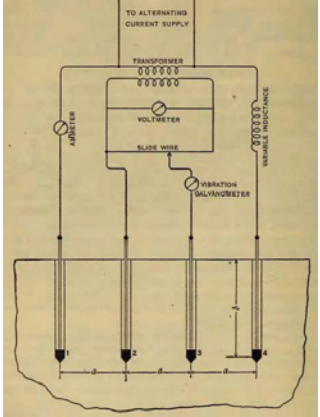 TO ALTERNATING
CURRENT SUPPLY
TRANSFORMER
VOLTMETER
AMMETER
SLIDE WIRE
VARIABLE INDUCTANCE
VIBRATION
GALVANOMETER
b
1 2 3 4
a a a